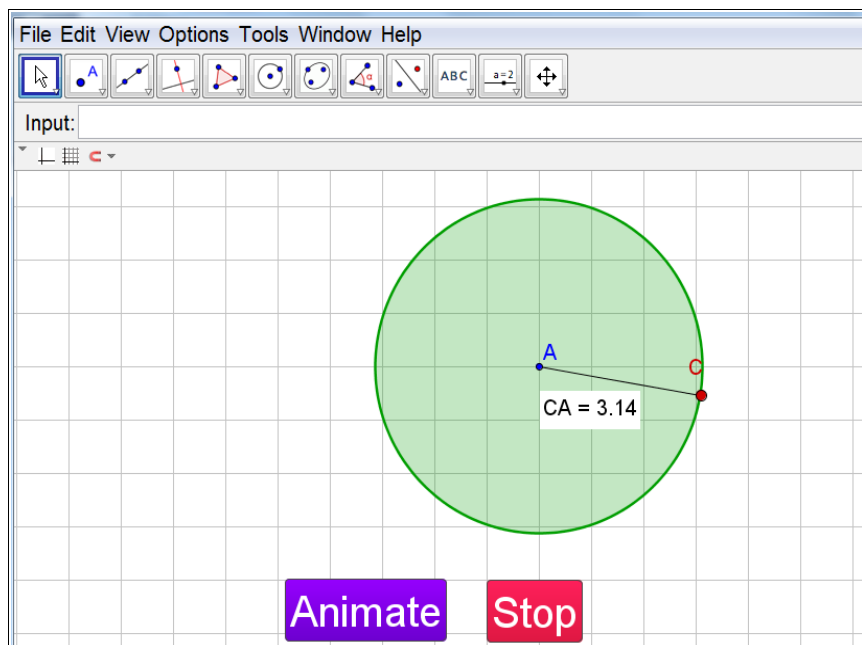 File Edit View Options Tools Window Help
A
ABC
a=2
α
Input:
A
C
CA = 3.14
Animate
Stop